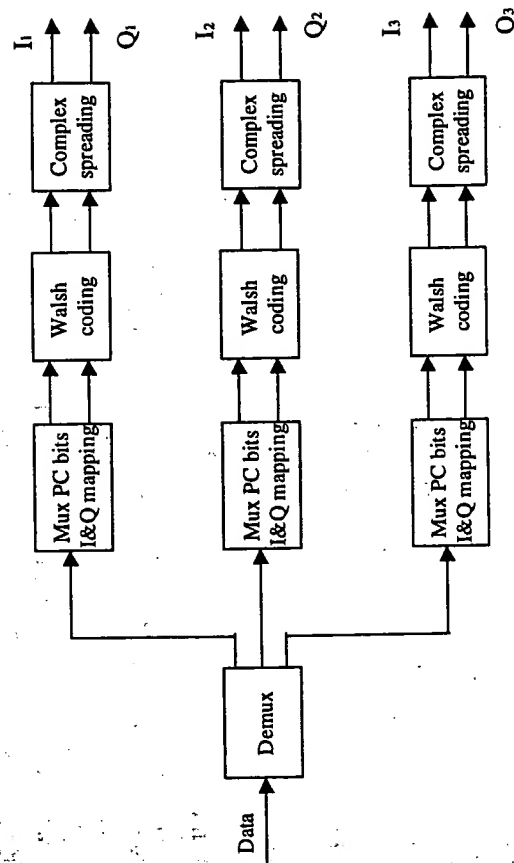 Data
Demux
Mux PC bits
I&Q mapping
Walsh
coding
Complex
spreading
I1
Q1
Mux PC bits
I&Q mapping
Walsh
coding
Complex
spreading
I2
Q2
Mux PC bits
I&Q mapping
Walsh
coding
Complex
spreading
I3
O3